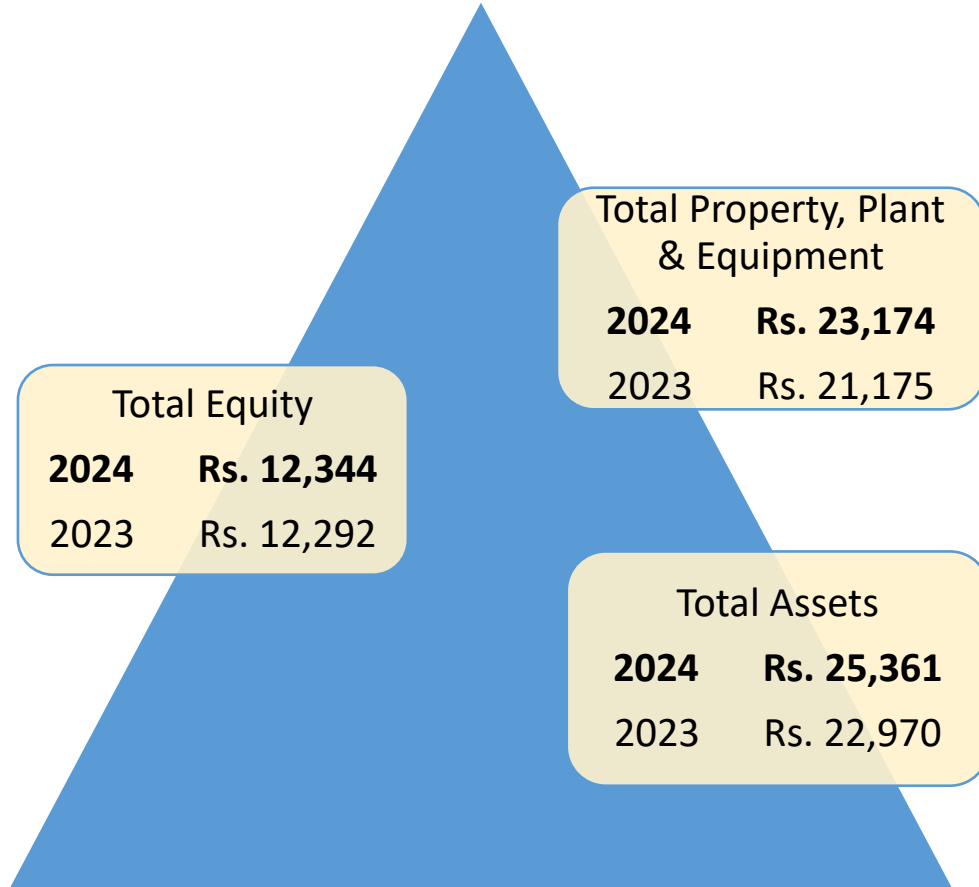 Total Property, Plant
& Equipment
2024 Rs. 23,174
2023 Rs. 21,175
Total Equity
2024 Rs. 12,344
2023 Rs. 12,292
Total Assets
2024 Rs. 25,361
2023 Rs. 22,970